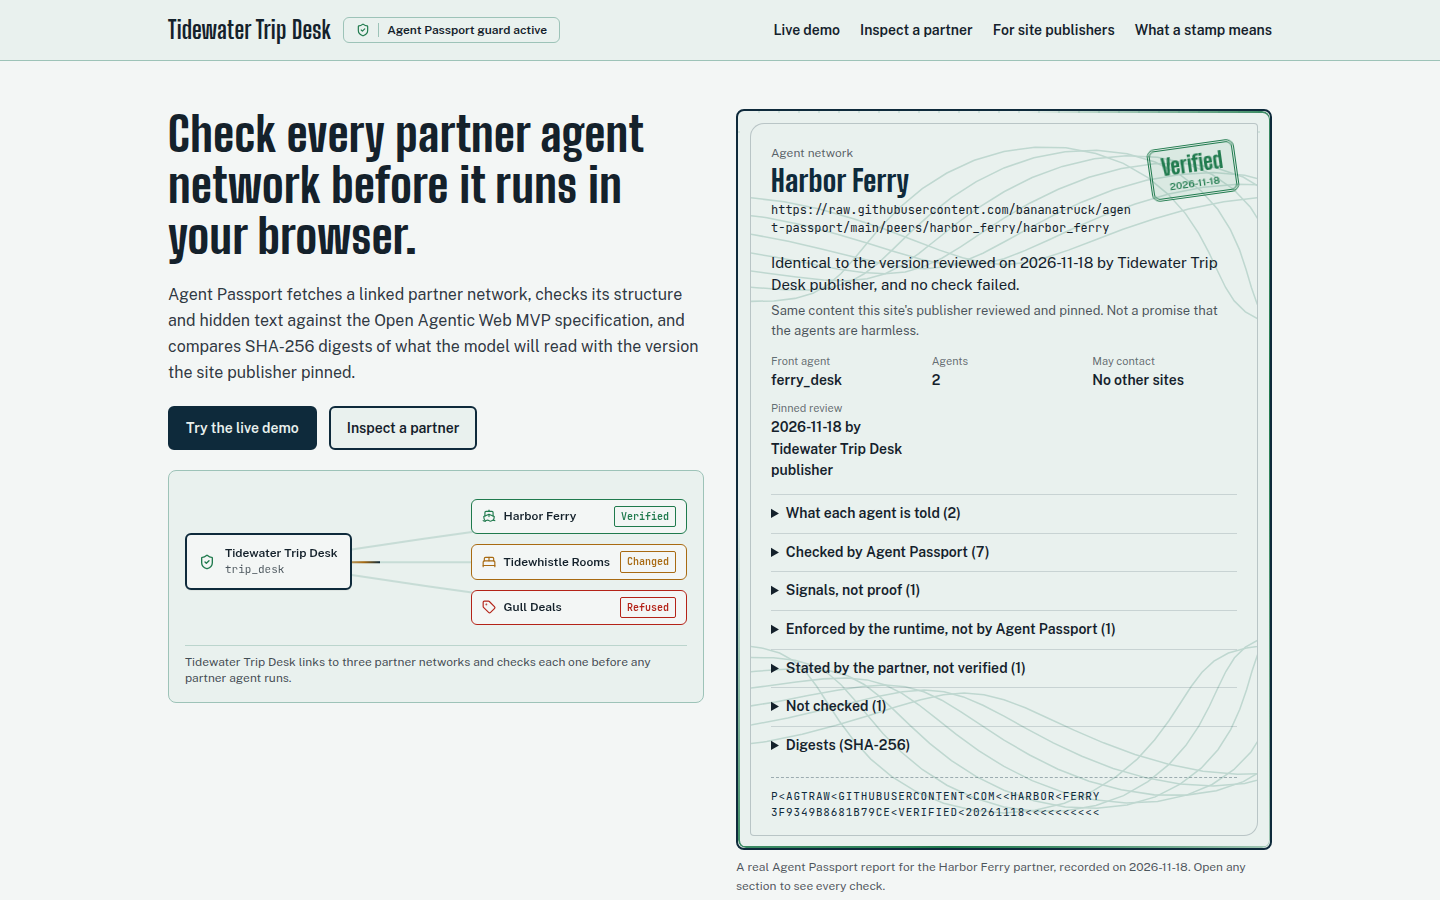 Tidewater Trip Desk
Agent Passport guard active
Live demo
Inspect a partner
For site publishers
What a stamp means
Check every partner agent
network before it runs in
your browser.
Agent Passport fetches a linked partner network, checks its structure
and hidden text against the Open Agentic Web MVP specification, and
compares SHA-256 digests of what the model will read with the version
the site publisher pinned.
Try the live demo
Inspect a partner
Tidewater Trip Desk
trip_desk
Harbor Ferry
Verified
Tidewhistle Rooms
Changed
Gull Deals
Refused
Tidewater Trip Desk links to three partner networks and checks each one before any
partner agent runs.
Agent network
Harbor Ferry
Verified
2026-11-18
https://raw.githubusercontent.com/bananatruck/agen
t-passport/main/peers/harbor_ferry/harbor_ferry
Identical to the version reviewed on 2026-11-18 by Tidewater Trip
Desk publisher, and no check failed.
Same content this site's publisher reviewed and pinned. Not a promise that
the agents are harmless.
Front agent
ferry_desk
Agents
2
May contact
No other sites
Pinned review
2026-11-18 by
Tidewater Trip Desk
publisher
What each agent is told (2)
Checked by Agent Passport (7)
Signals, not proof (1)
Enforced by the runtime, not by Agent Passport (1)
Stated by the partner, not verified (1)
Not checked (1)
Digests (SHA-256)
P<AGTRAW<GITHUBUSERCONTENT<COM<<HARBOR<FERRY
3F9349B8681B79CE<VERIFIED<20261118<<<<<<<<<<
A real Agent Passport report for the Harbor Ferry partner, recorded on 2026-11-18. Open any
section to see every check.